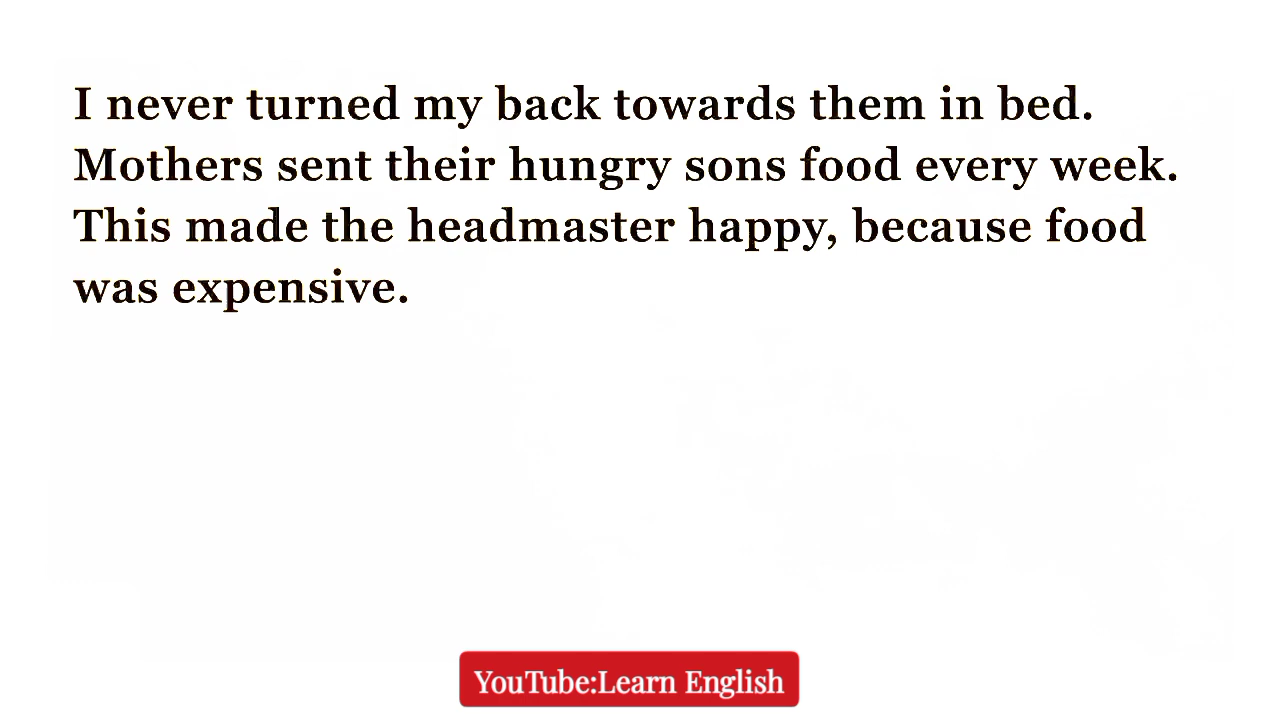 I never turned my back towards them in bed.
Mothers sent their hungry sons food every week.
This made the headmaster happy, because food
was expensive.
YouTube:Learn English